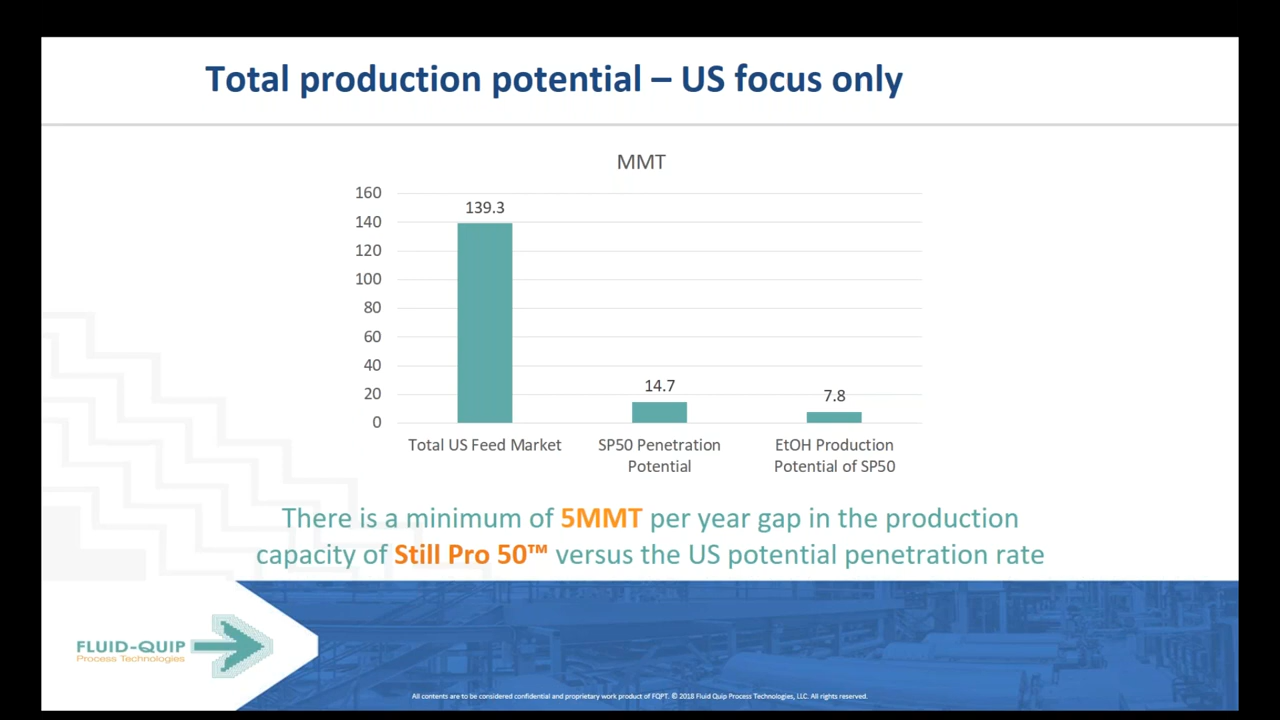 Total production potential – US focus only
MMT
160
140
120
100
80
60
40
20
0
139.3
14.7
7.8
Total US Feed Market
SP50 Penetration
Potential
EtOH Production
Potential of SP50
There is a minimum of 5MMT per year gap in the production
capacity of Still Pro 50™ versus the US potential penetration rate
FLUID-QUIP
Process Technologies
All contents are to be considered confidential and proprietary work product of FQPT. © 2018 Fluid Quip Process Technologies, LLC. All rights reserved.